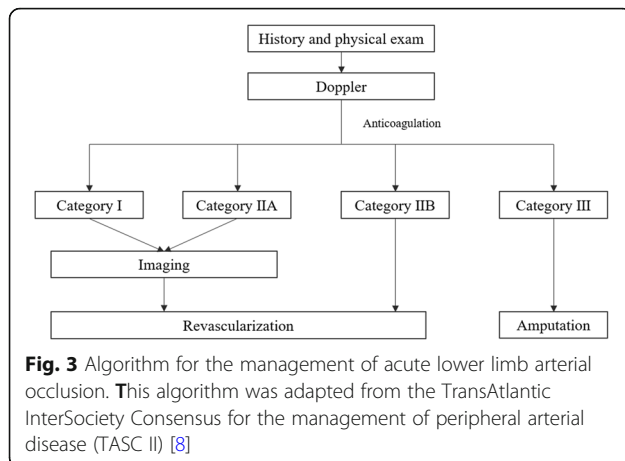 History and physical exam
Doppler
Anticoagulation
Category I
Category IIA
Category IIB
Category III
Imaging
Revascularization
Amputation
Fig. 3 Algorithm for the management of acute lower limb arterial
occlusion. This algorithm was adapted from the TransAtlantic
InterSociety Consensus for the management of peripheral arterial
disease (TASC II) [8]